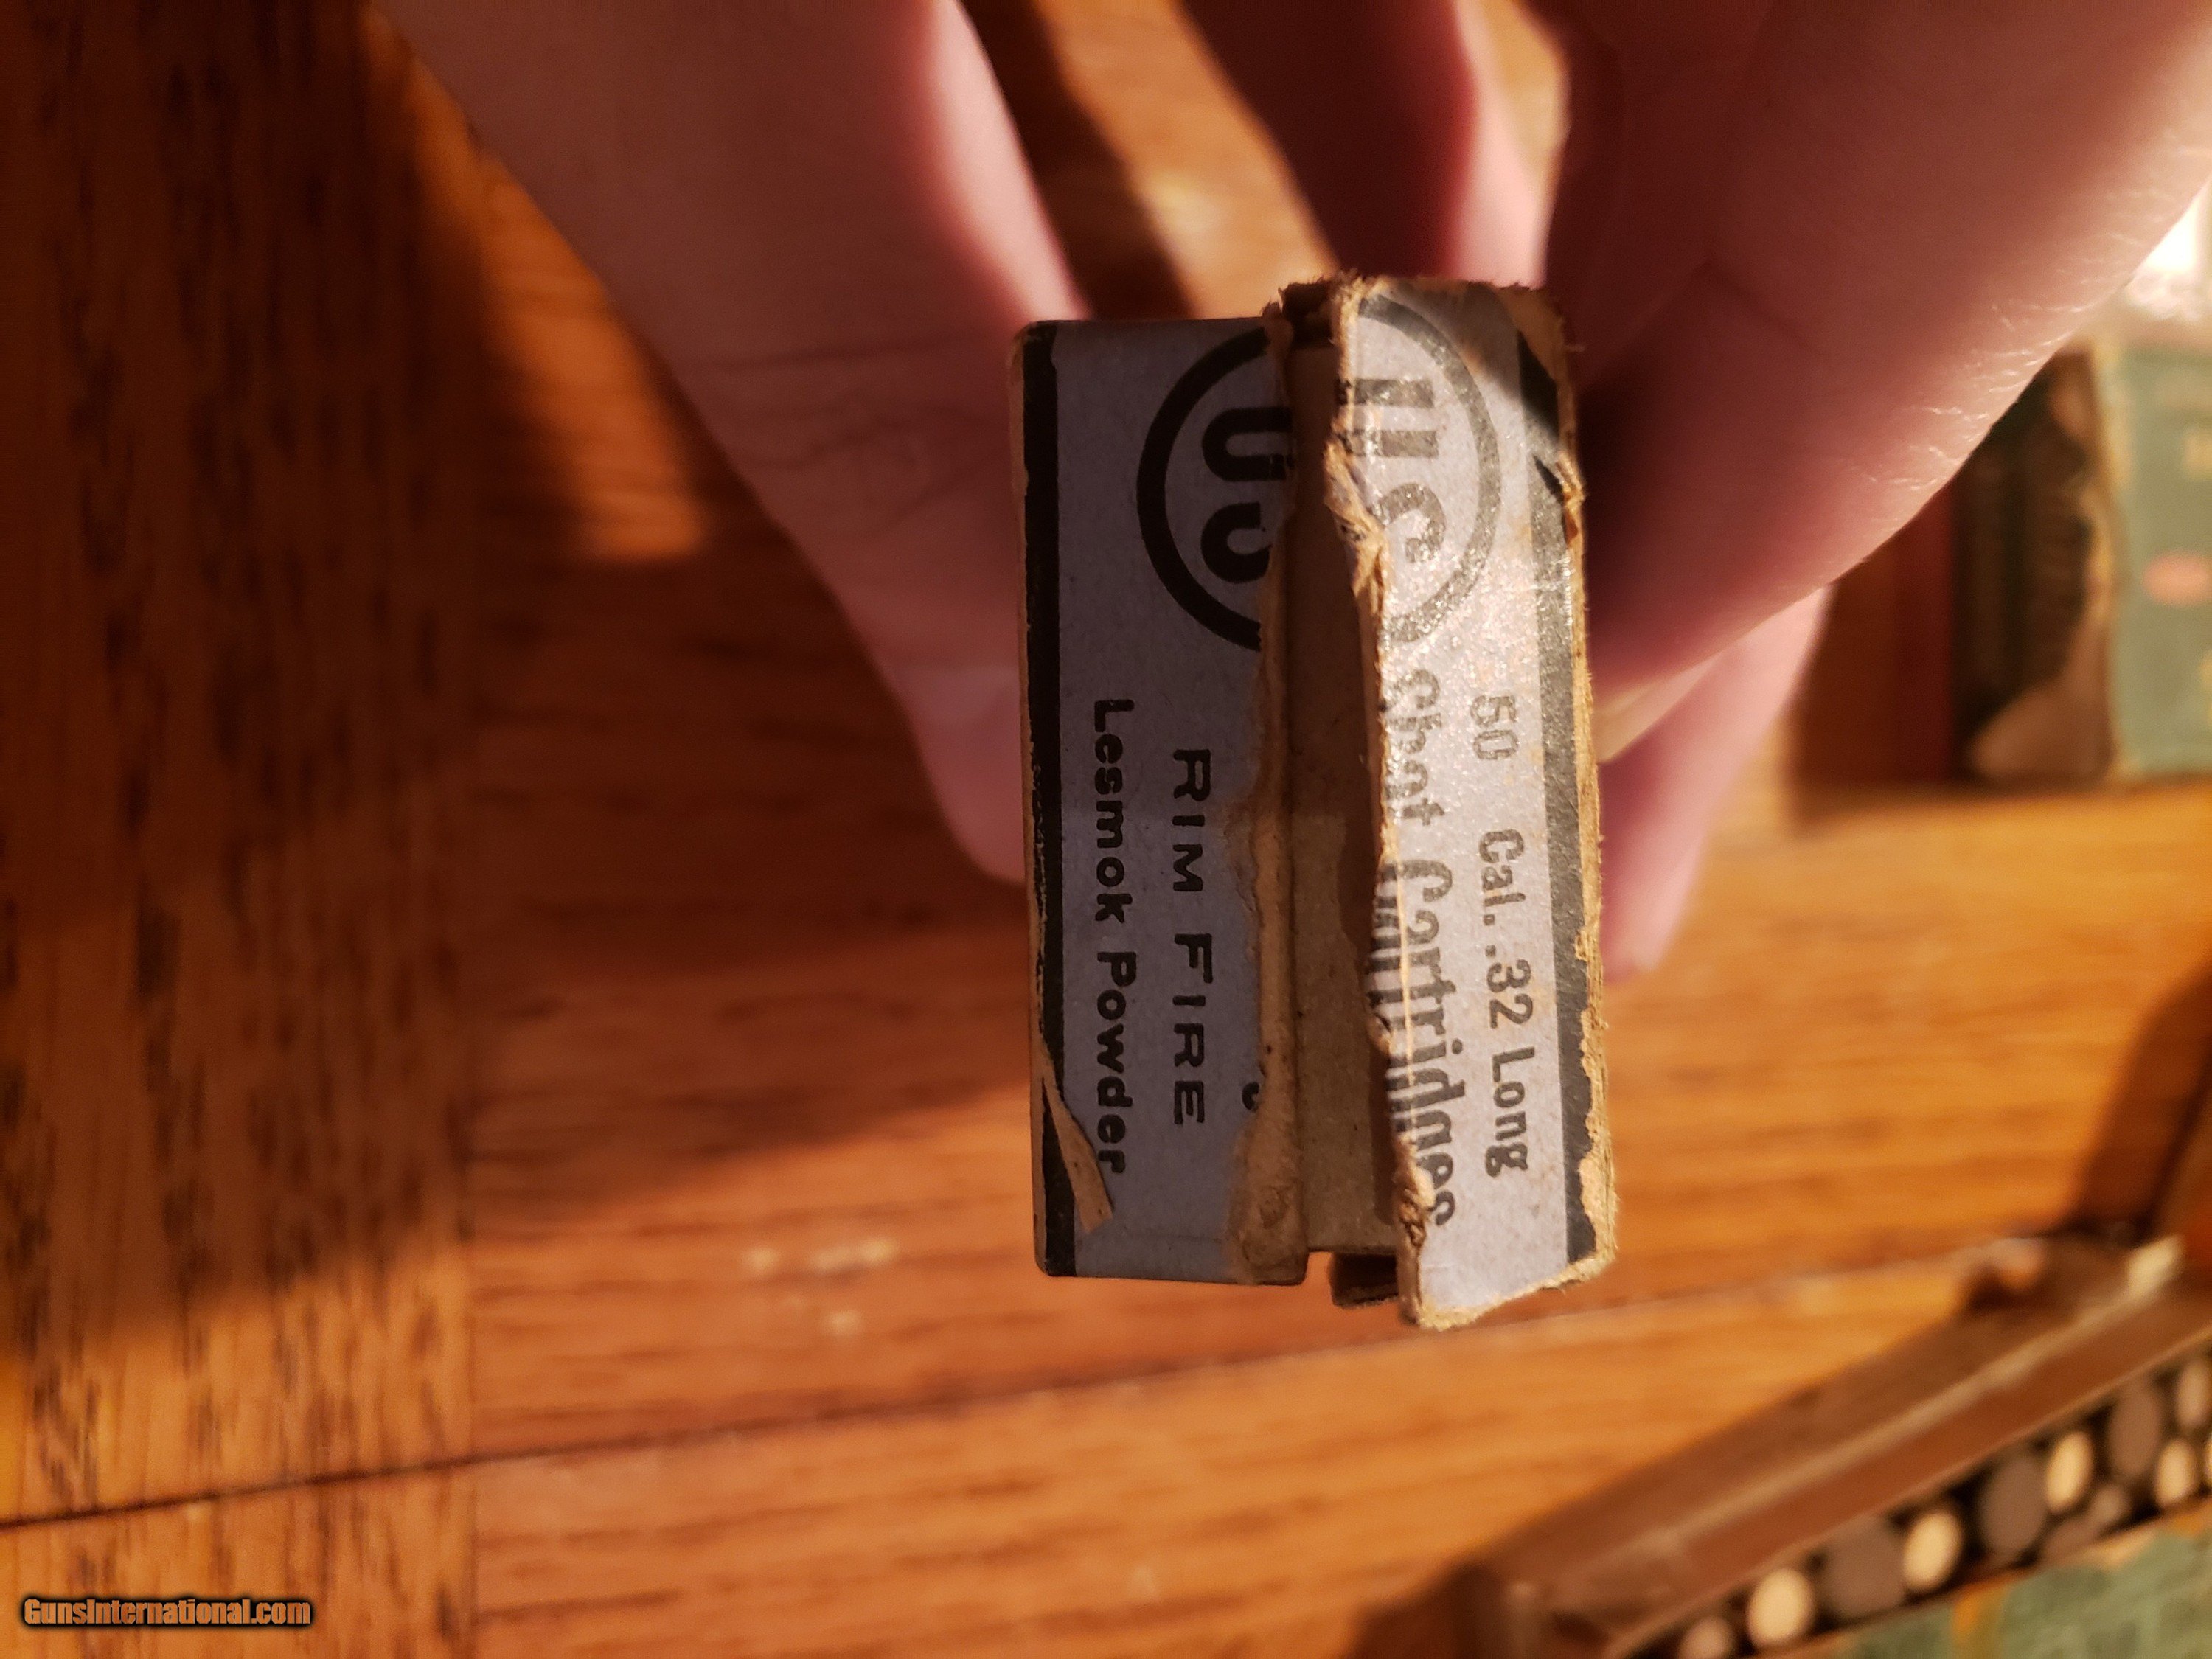 US
50 Cal. .32 Long
Shot Cartridges
US
RIM FIRE
Lesmok Powder
GunsInternational.com